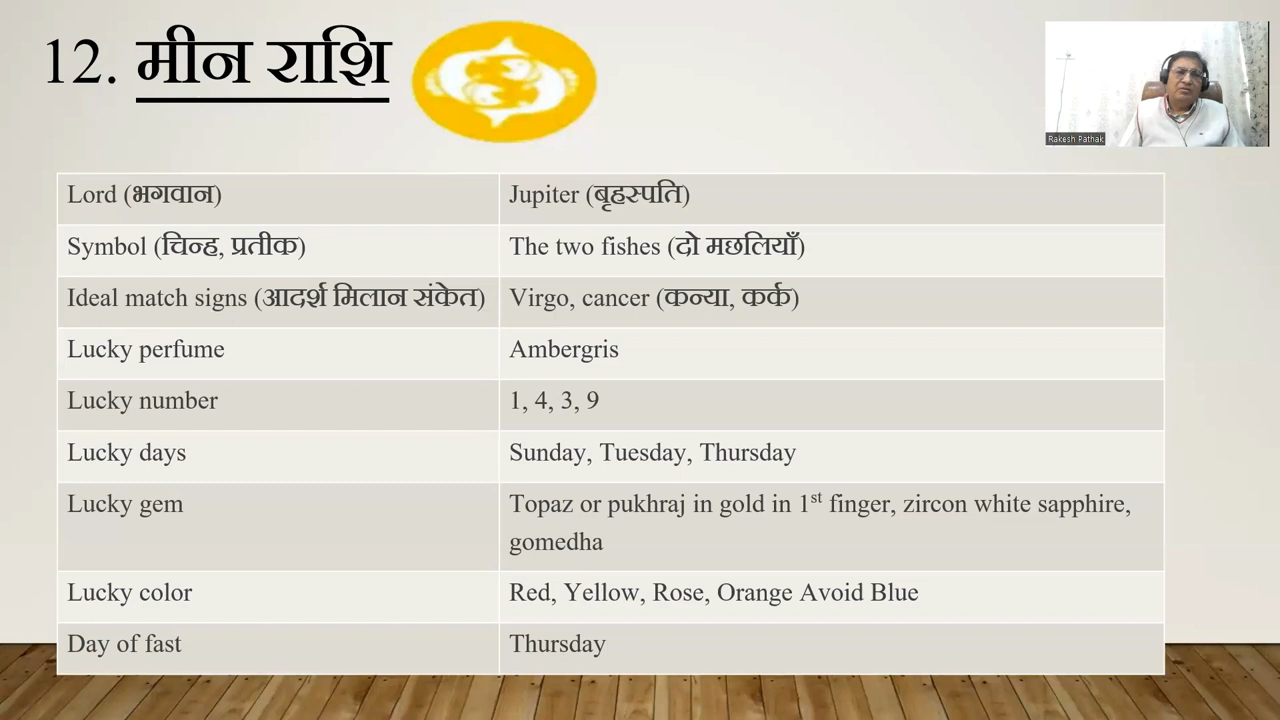 12. मीन राशि
Rakesh Pathak
Lord (भगवान) Jupiter (बृहस्पति)
Symbol (चिन्ह, प्रतीक) The two fishes (दो मछलियाँ)
Ideal match signs (आदर्श मिलान संकेत) Virgo, cancer (कन्या, कर्क)
Lucky perfume Ambergris
Lucky number 1, 4, 3, 9
Lucky days Sunday, Tuesday, Thursday
Lucky gem Topaz or pukhraj in gold in 1st finger, zircon white sapphire,
gomedha
Lucky color Red, Yellow, Rose, Orange Avoid Blue
Day of fast Thursday